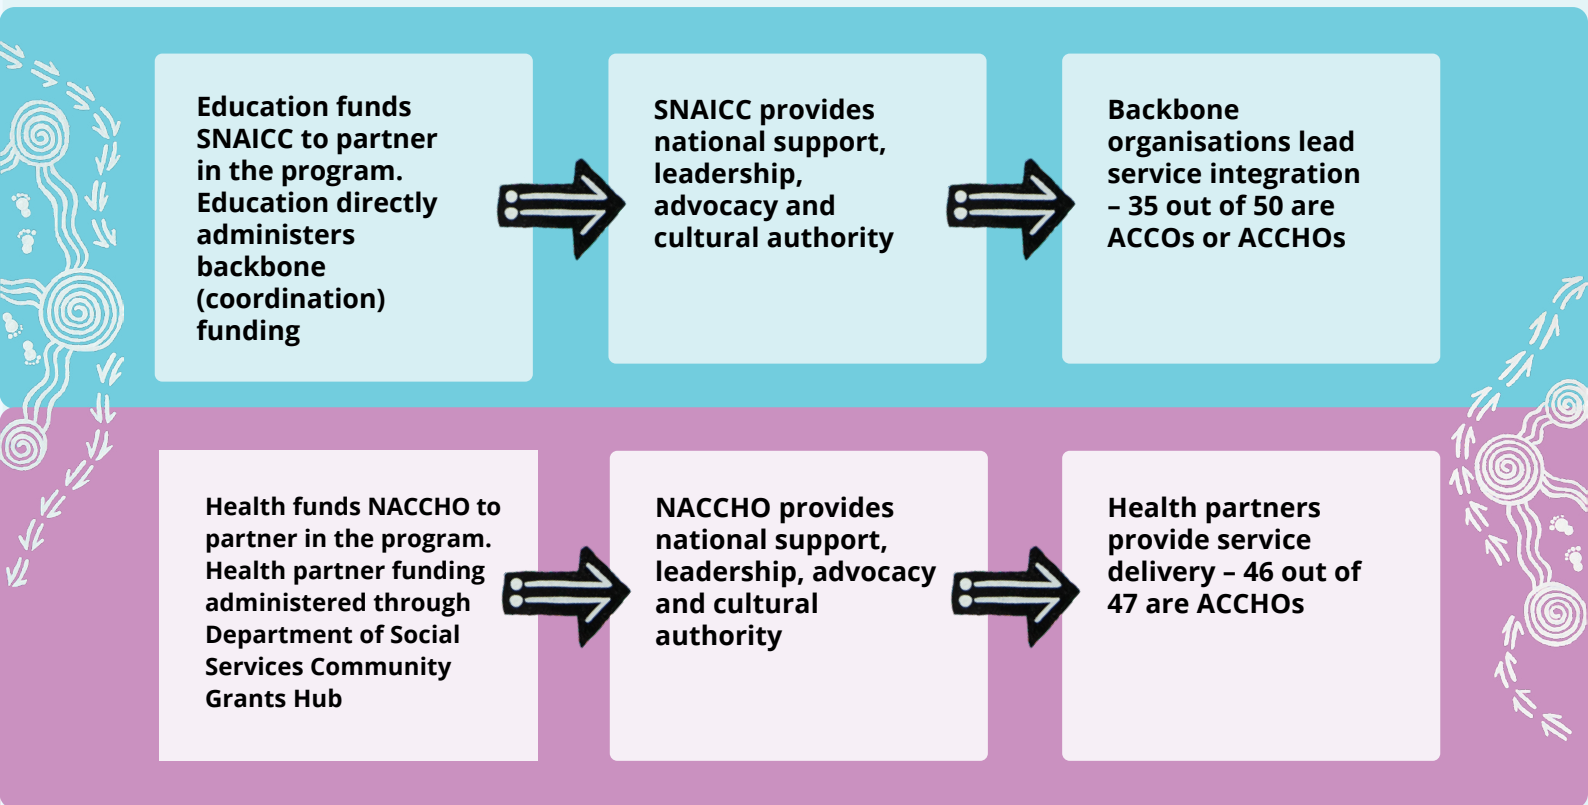 Education funds
SNAICC to partner
in the program.
Education directly
administers
backbone
(coordination)
funding
SNAICC provides
national support,
leadership,
advocacy and
cultural authority
Backbone
organisations lead
service integration
– 35 out of 50 are
ACCOs or ACCHOs
Health funds NACCHO to
partner in the program.
Health partner funding
administered through
Department of Social
Services Community
Grants Hub
NACCHO provides
national support,
leadership, advocacy
and cultural
authority
Health partners
provide service
delivery – 46 out of
47 are ACCHOs